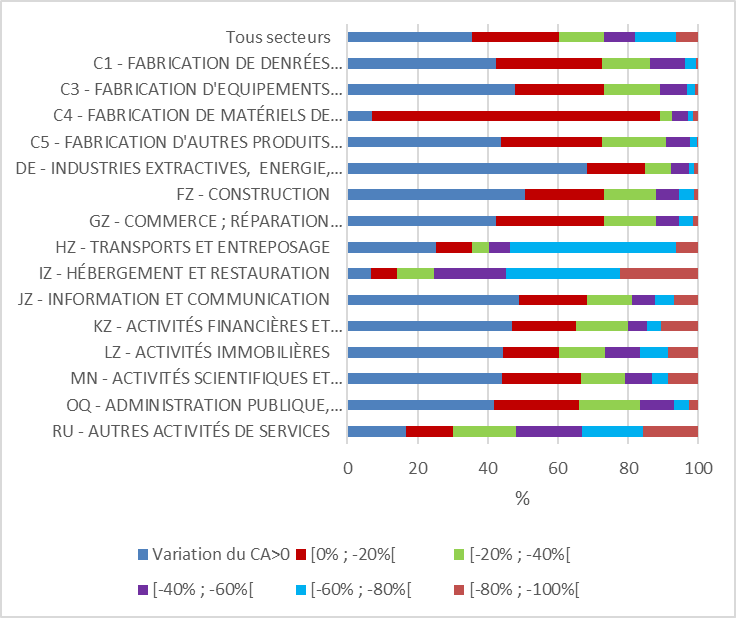 Tous secteurs
C1 - FABRICATION DE DENRÉES...
C3 - FABRICATION D'EQUIPEMENTS...
C4 - FABRICATION DE MATÉRIELS DE...
C5 - FABRICATION D'AUTRES PRODUITS...
DE - INDUSTRIES EXTRACTIVES,  ENERGIE,...
FZ - CONSTRUCTION
GZ - COMMERCE ; RÉPARATION...
HZ - TRANSPORTS ET ENTREPOSAGE
IZ - HÉBERGEMENT ET RESTAURATION
JZ - INFORMATION ET COMMUNICATION
KZ - ACTIVITÉS FINANCIÈRES ET...
LZ - ACTIVITÉS IMMOBILIÈRES
MN - ACTIVITÉS SCIENTIFIQUES ET...
OQ - ADMINISTRATION PUBLIQUE,...
RU - AUTRES ACTIVITÉS DE SERVICES
0 20 40 60 80 100
%
Variation du CA>0 [0% ; -20%[ [-20% ; -40%[
[-40% ; -60%[ [-60% ; -80%[ [-80% ; -100%[